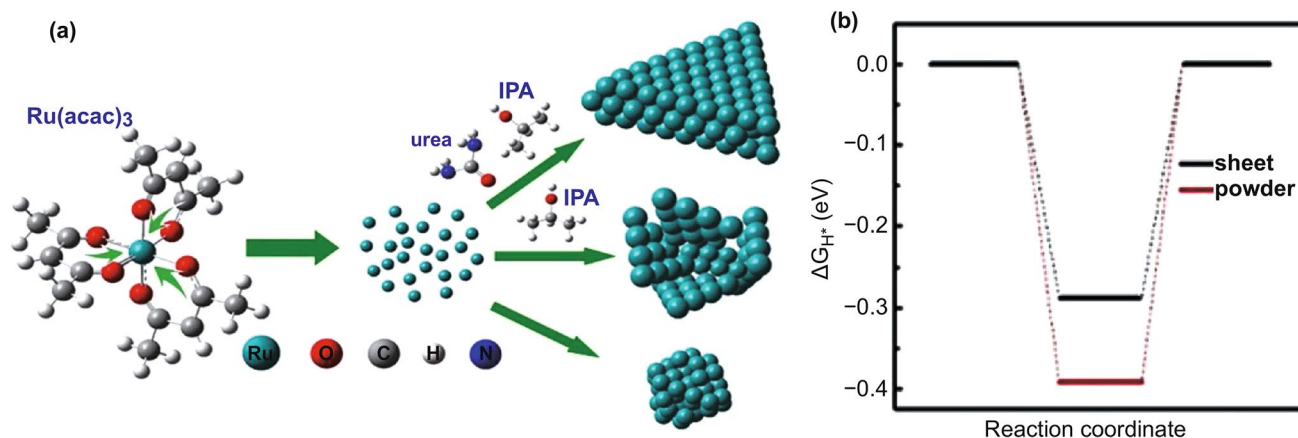 (a)
Ru(acac)3
IPA
urea
IPA
Ru O C H N
(b)
0.0
−0.1
−0.2
−0.3
−0.4
ΔG_H* (eV)
sheet
powder
Reaction coordinate